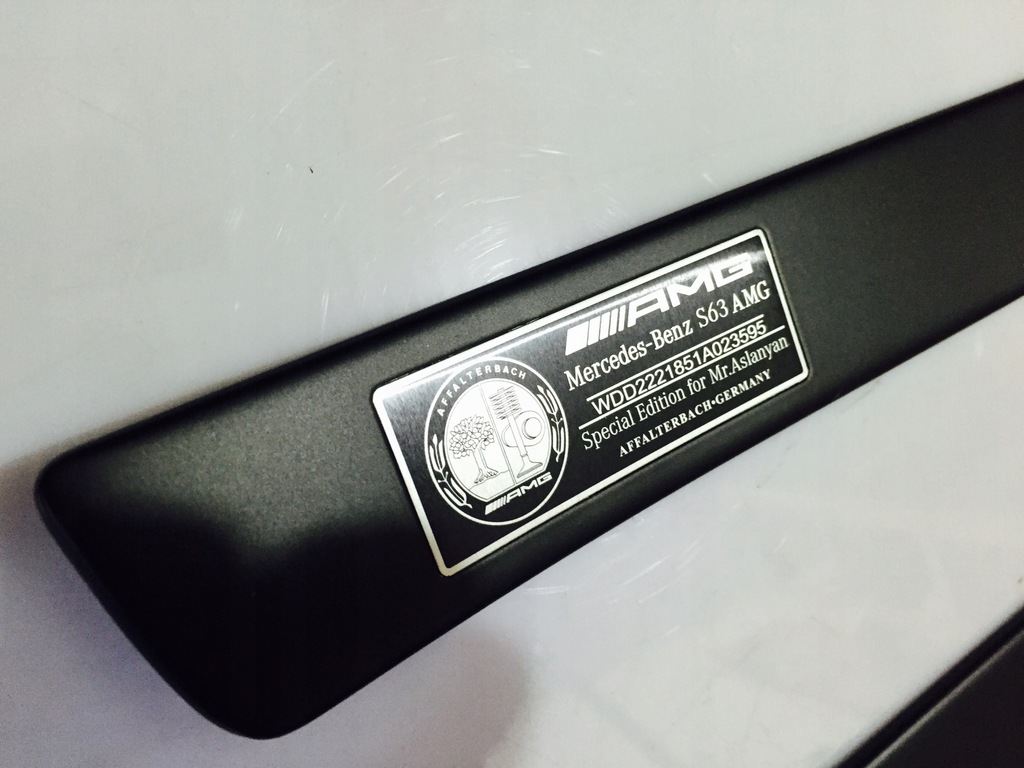 AMG
Mercedes-Benz S63 AMG
WDD2221851A023595
Special Edition for Mr.Aslanyan
AFFALTERBACH•GERMANY
AFFALTERBACH
AMG